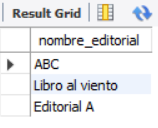 Result Grid
nombre_editorial
ABC
Libro al viento
Editorial A